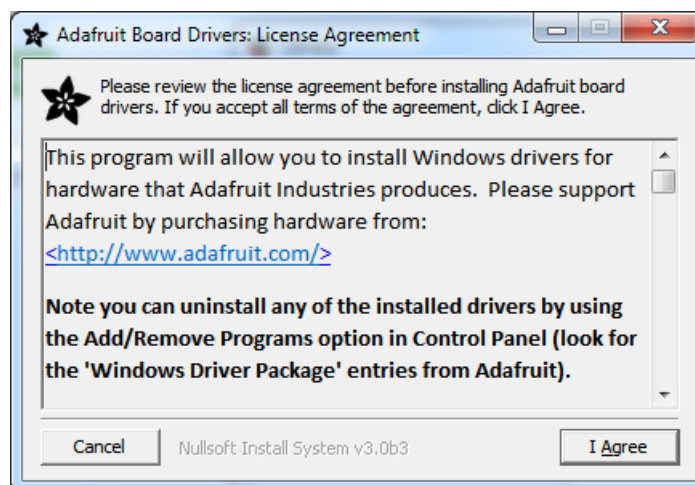 Adafruit Board Drivers: License Agreement
Please review the license agreement before installing Adafruit board
drivers. If you accept all terms of the agreement, click I Agree.
This program will allow you to install Windows drivers for
hardware that Adafruit Industries produces.  Please support
Adafruit by purchasing hardware from:
<http://www.adafruit.com/>
Note you can uninstall any of the installed drivers by using
the Add/Remove Programs option in Control Panel (look for
the 'Windows Driver Package' entries from Adafruit).
Cancel
Nullsoft Install System v3.0b3
I Agree